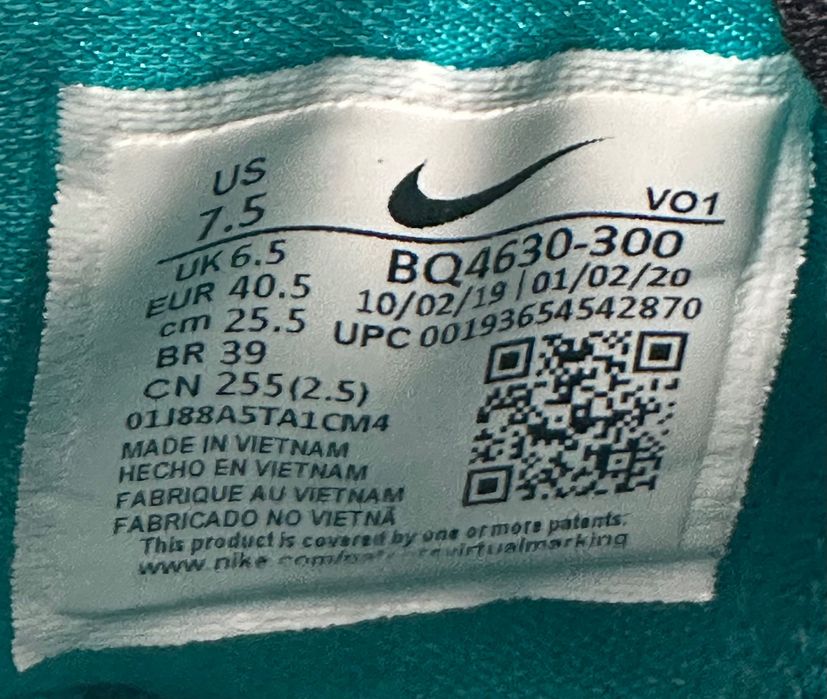 US
7.5
UK 6.5
EUR 40.5
cm 25.5
BR 39
CN 255(2.5)
01J88A5TA1CM4
MADE IN VIETNAM
HECHO EN VIETNAM
FABRIQUE AU VIETNAM
FABRICADO NO VIETNÃ
This product is covered by one or more patents.
www.nike
VO1
BQ4630-300
10/02/19 | 01/02/20
UPC 00193654542870